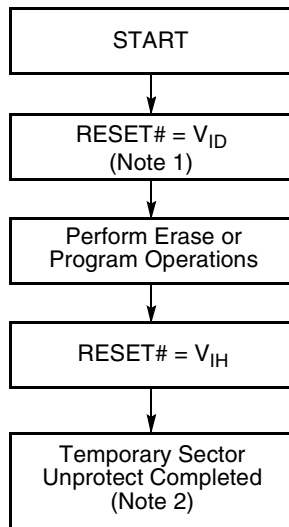 START
RESET# = VID
(Note 1)
Perform Erase or
Program Operations
RESET# = VIH
Temporary Sector
Unprotect Completed
(Note 2)